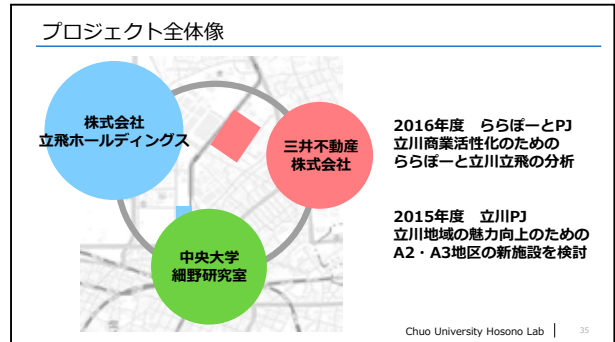 プロジェクト全体像
株式会社
立飛ホールディングス
三井不動産
株式会社
中央大学
細野研究室
2016年度　ららぽーとPJ
立川商業活性化のための
ららぽーと立川立飛の分析
2015年度　立川PJ
立川地域の魅力向上のための
A2・A3地区の新施設を検討
Chuo University Hosono Lab
35